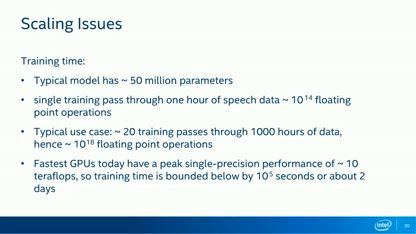 Scaling Issues
Training time:
• Typical model has ~ 50 million parameters
• single training pass through one hour of speech data ~ 10¹⁴ floating
point operations
• Typical use case: ~ 20 training passes through 1000 hours of data,
hence ~ 10¹⁸ floating point operations
• Fastest GPUs today have a peak single-precision performance of ~ 10
teraflops, so training time is bounded below by 10⁵ seconds or about 2
days
intel